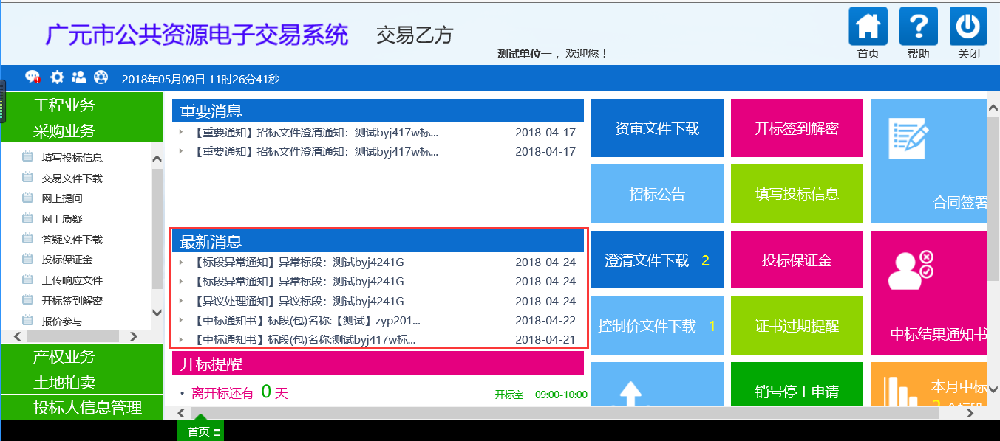 广元市公共资源电子交易系统
交易乙方
测试单位一 ，欢迎您！
首页
帮助
关闭
2018年05月09日 11时26分41秒
工程业务
采购业务
填写投标信息
交易文件下载
网上提问
网上质疑
答疑文件下载
投标保证金
上传响应文件
开标签到解密
报价参与
产权业务
土地拍卖
投标人信息管理
重要消息
【重要通知】招标文件澄清通知：测试byj417w标... 2018-04-17
【重要通知】招标文件澄清通知：测试byj417w标... 2018-04-17
最新消息
【标段异常通知】异常标段：测试byj4241G 2018-04-24
【标段异常通知】异常标段：测试byj4241G 2018-04-24
【异议处理通知】异议标段：测试byj4241G 2018-04-24
【中标通知书】标段(包)名称:【测试】zyp201... 2018-04-22
【中标通知书】标段(包)名称:测试byj417w标... 2018-04-21
开标提醒
• 离开标还有 0 天 开标室一 09:00-10:00
资审文件下载
开标签到解密
招标公告
填写投标信息
合同签署
澄清文件下载 2
投标保证金
控制价文件下载 1
证书过期提醒
中标结果通知书
销号停工申请
本月中标
首页